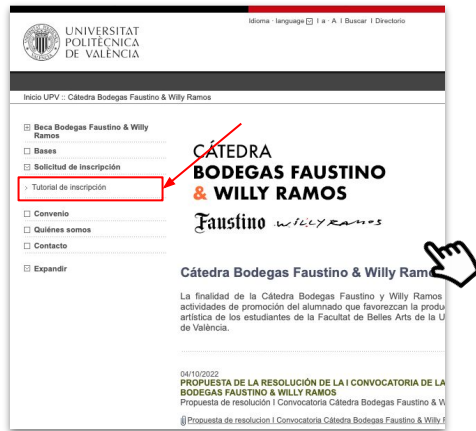 Idioma · language | a · A | Buscar | Directorio
UNIVERSITAT
POLITÈCNICA
DE VALÈNCIA
Inicio UPV :: Cátedra Bodegas Faustino & Willy Ramos
Beca Bodegas Faustino & Willy
Ramos
Bases
Solicitud de inscripción
› Tutorial de inscripción
Convenio
Quiénes somos
Contacto
Expandir
CÁTEDRA
BODEGAS FAUSTINO
& WILLY RAMOS
Faustino willy ramos
Cátedra Bodegas Faustino & Willy Ram
La finalidad de la Cátedra Bodegas Faustino y Willy Ramos
actividades de promoción del alumnado que favorezcan la produ
artística de los estudiantes de la Facultat de Belles Arts de la U
de València.
04/10/2022
PROPUESTA DE LA RESOLUCIÓN DE LA I CONVOCATORIA DE LA
BODEGAS FAUSTINO & WILLY RAMOS
Propuesta de resolución I Convocatoria Cátedra Bodegas Faustino & W
Propuesta de resolucion I Convocatoria Cátedra Bodegas Faustino & Willy